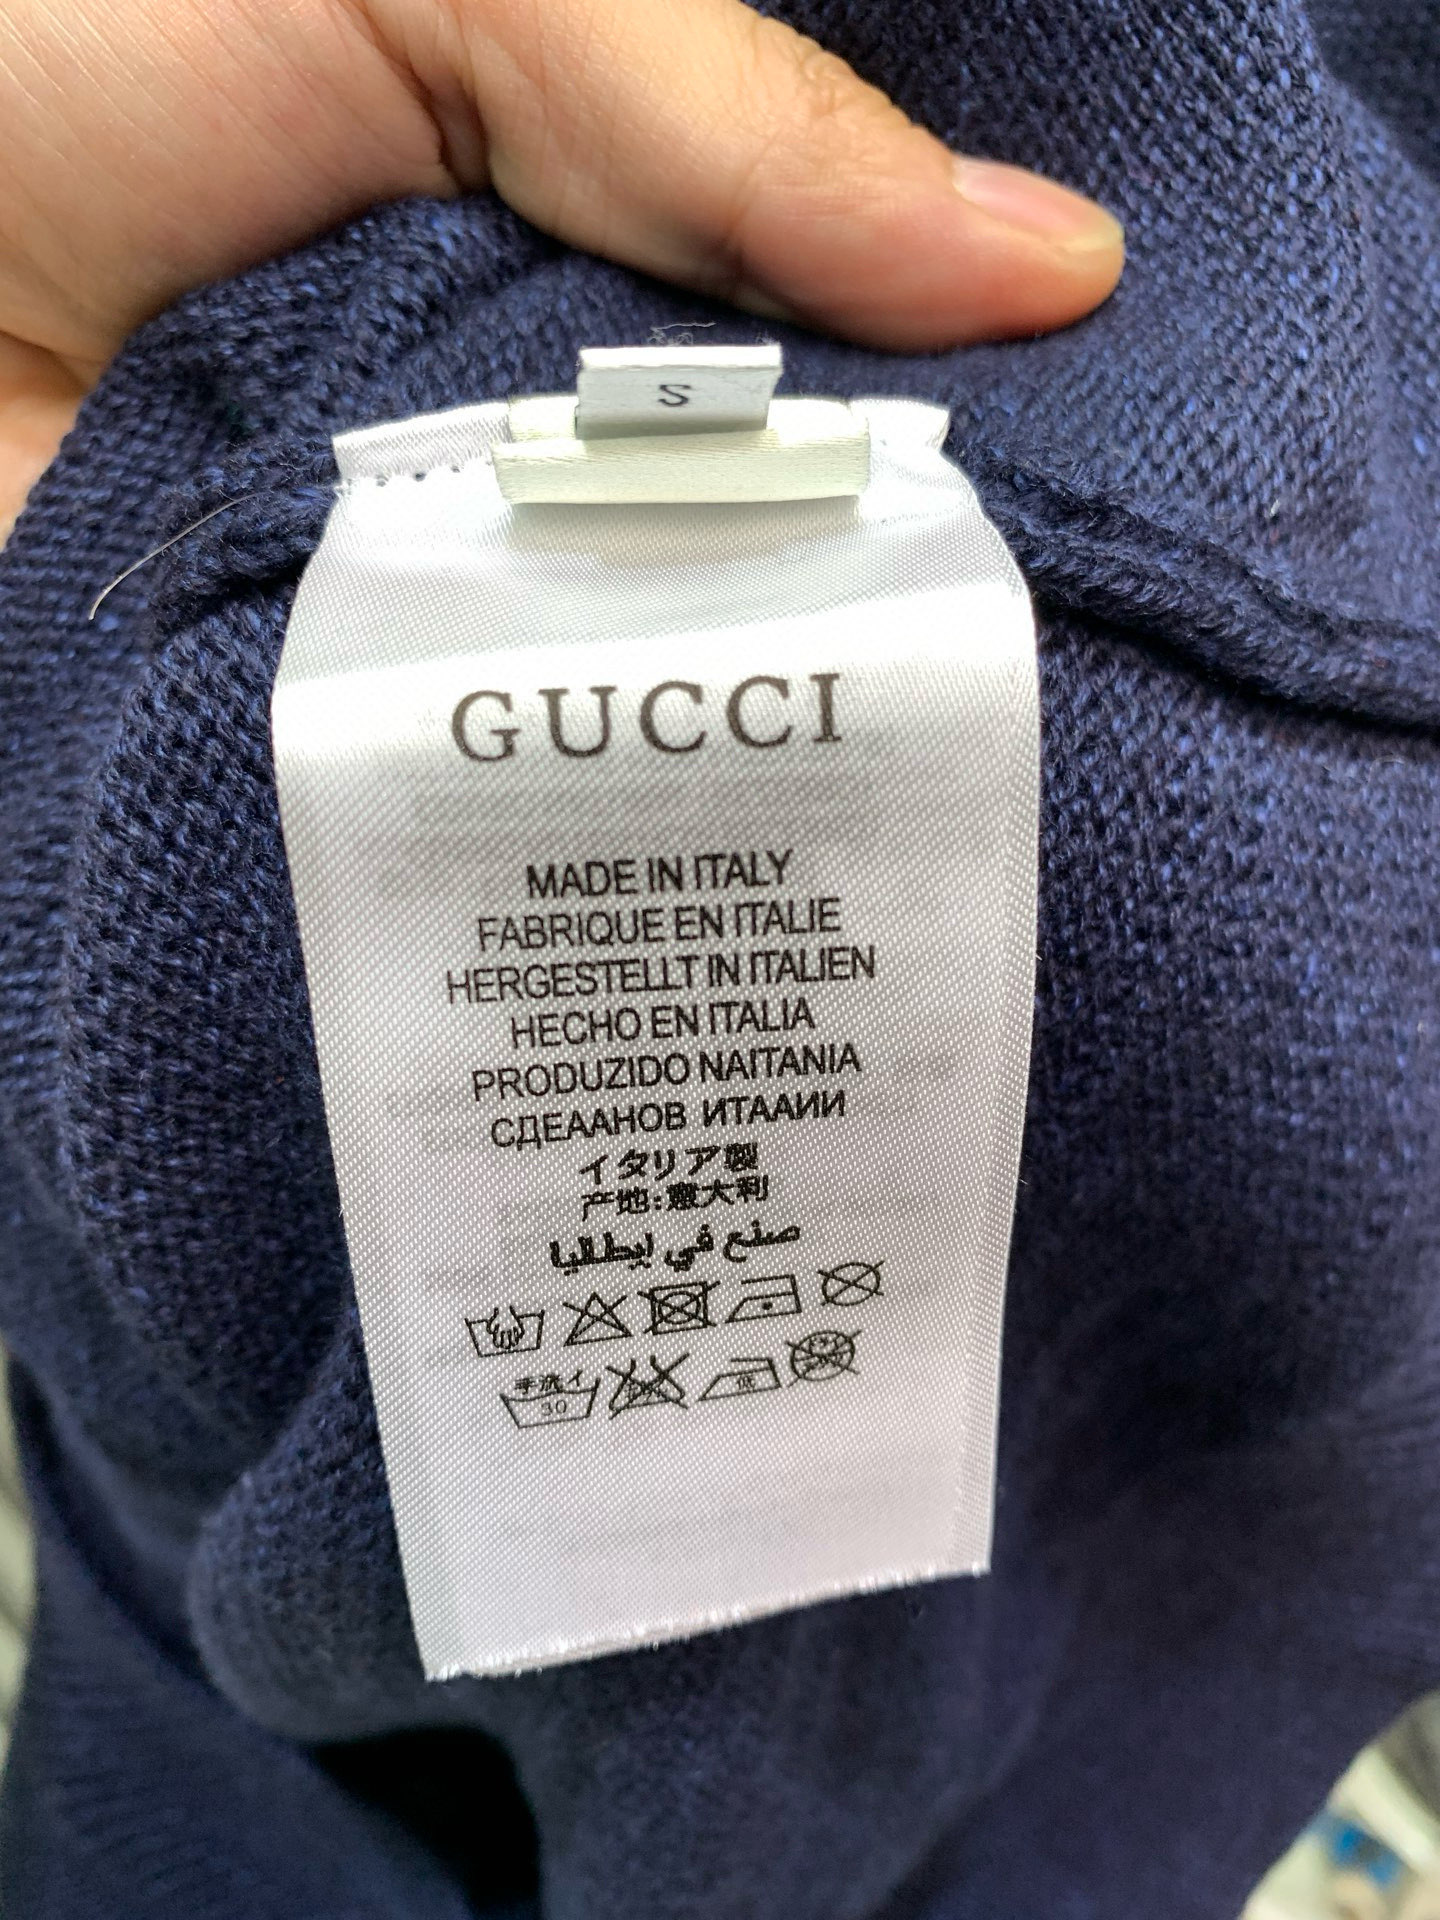 S
GUCCI
MADE IN ITALY
FABRIQUE EN ITALIE
HERGESTELLT IN ITALIEN
HECHO EN ITALIA
PRODUZIDO NAITANIA
СДЕААНОВ ИТААИИ
イタリア製
产地:意大利
صنع في إيطاليا
手洗イ
30